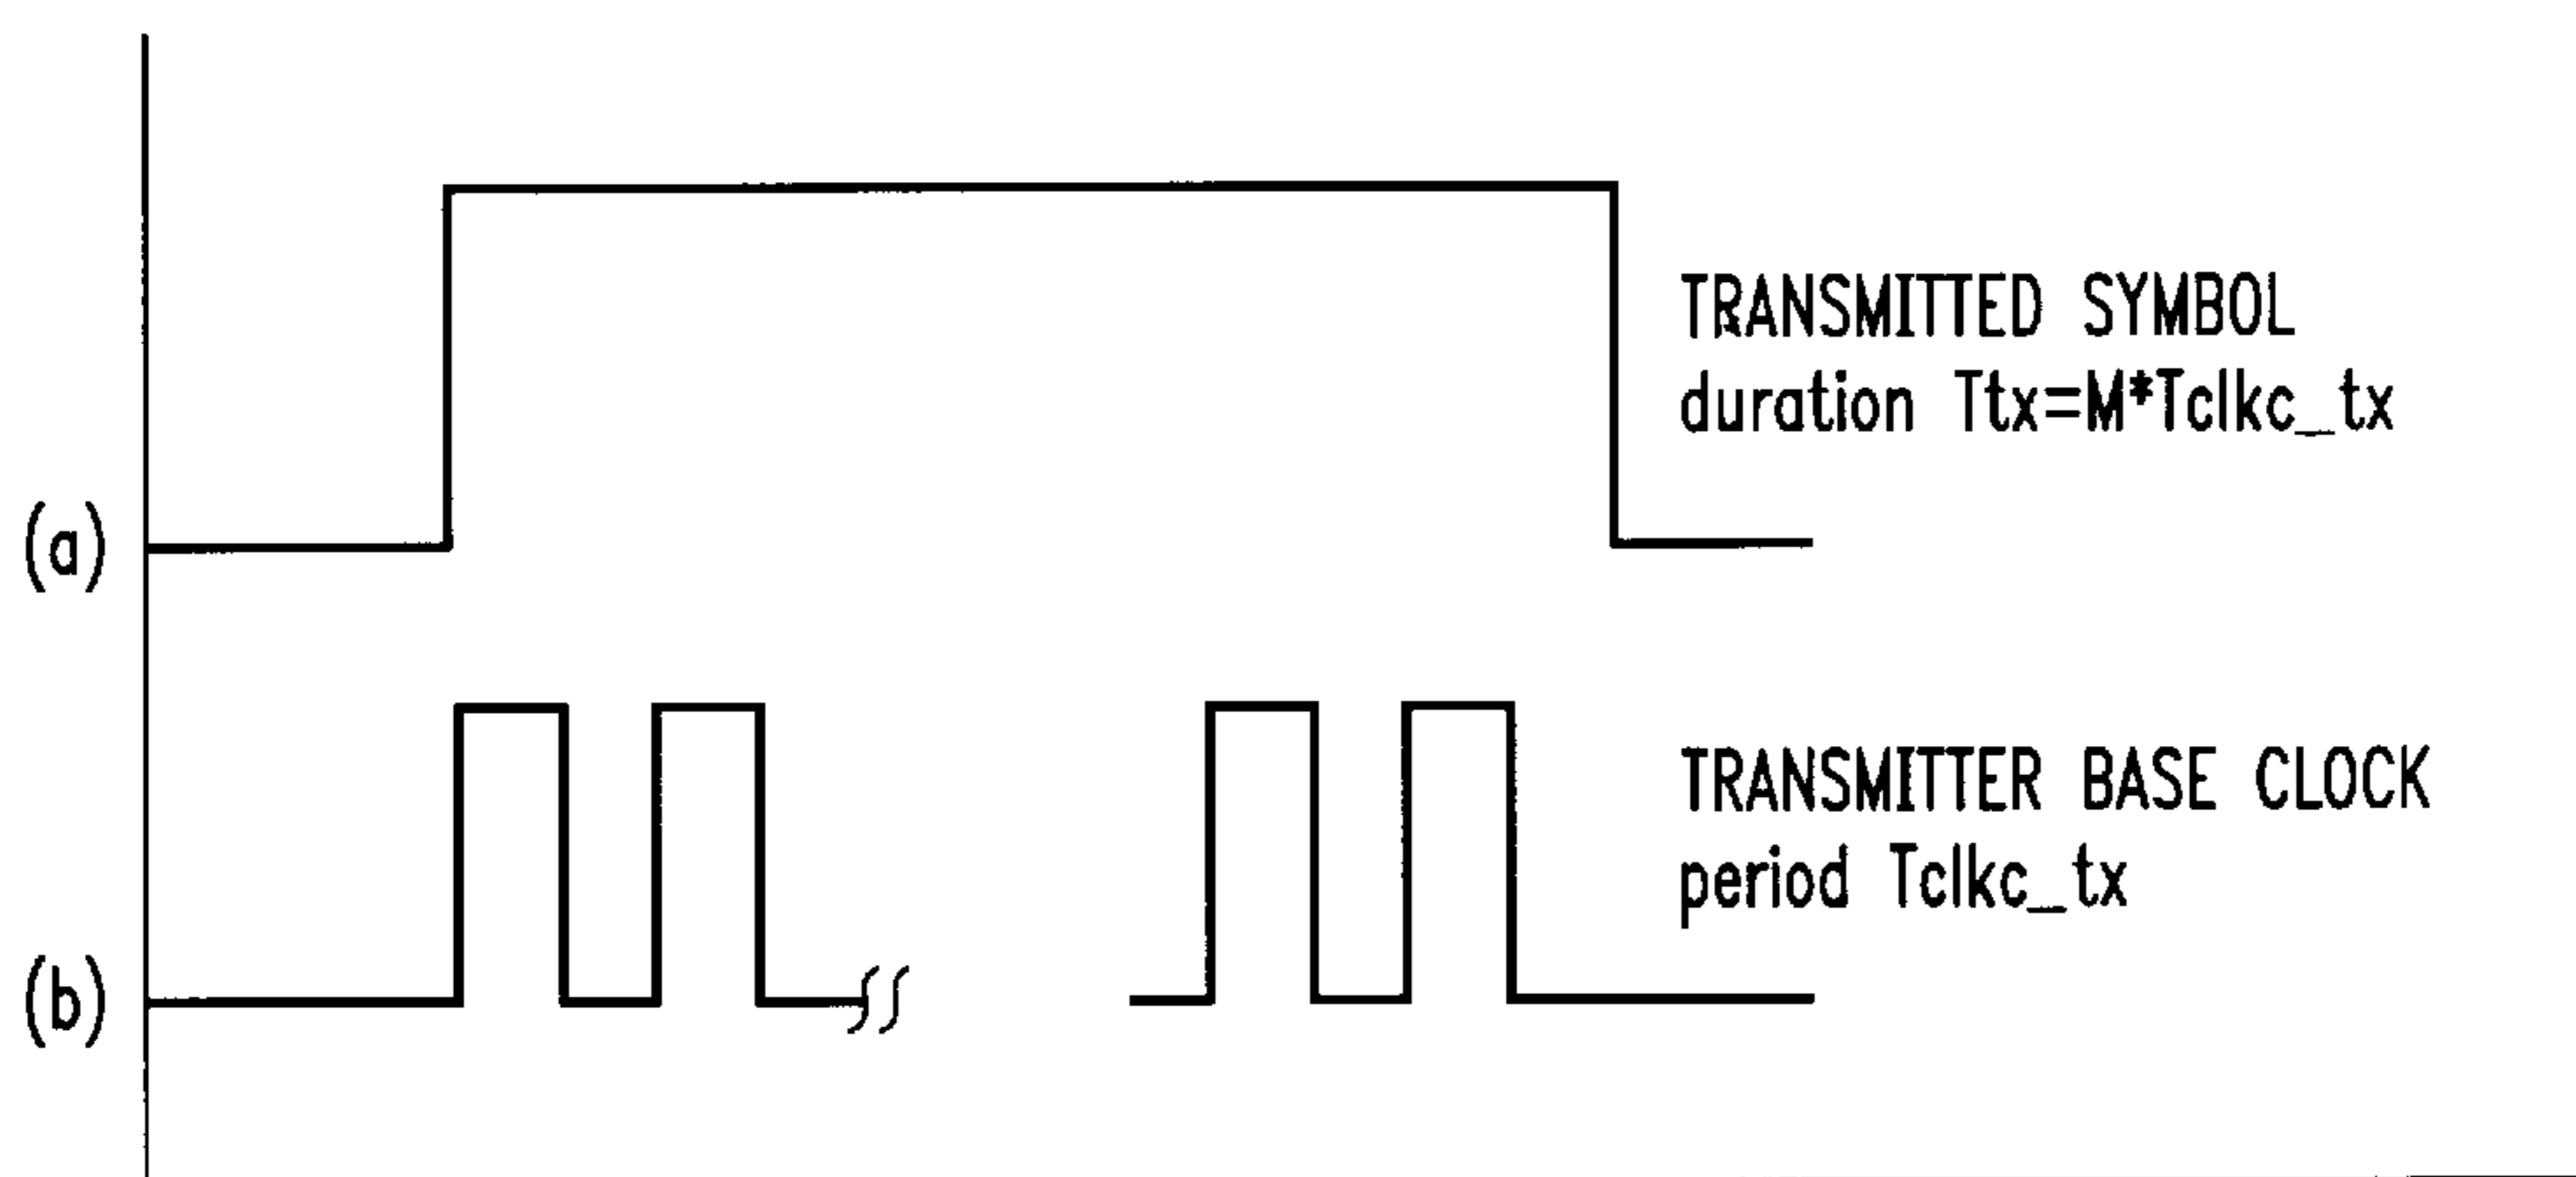 TRANSMITTED SYMBOL
duration Ttx=M*Tclkc_tx
(a)
TRANSMITTER BASE CLOCK
period Tclkc_tx
(b)